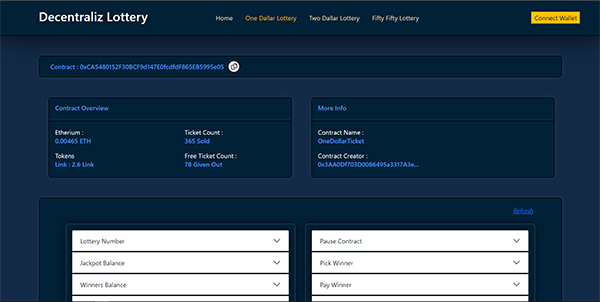 Decentraliz Lottery
Home One Dallar Lottery Two Dallar Lottery Fifty Fifty Lottery
Connect Wallet
Contract : 0xCA5480152F30BCF9d147E0fcdfdF865EB5995e05
Contract Overview
Etherium :
0.00465 ETH
Ticket Count :
365 Sold
Tokens
Link : 2.6 Link
Free Ticket Count :
78 Given Out
More Info
Contract Name :
OneDollarTicket
Contract Creator :
0x3AA0Df703D0086495a3317A3e...
Refresh
Lottery Number
Jackpot Balance
Winners Balance
Pause Contract
Pick Winner
Pay Winner